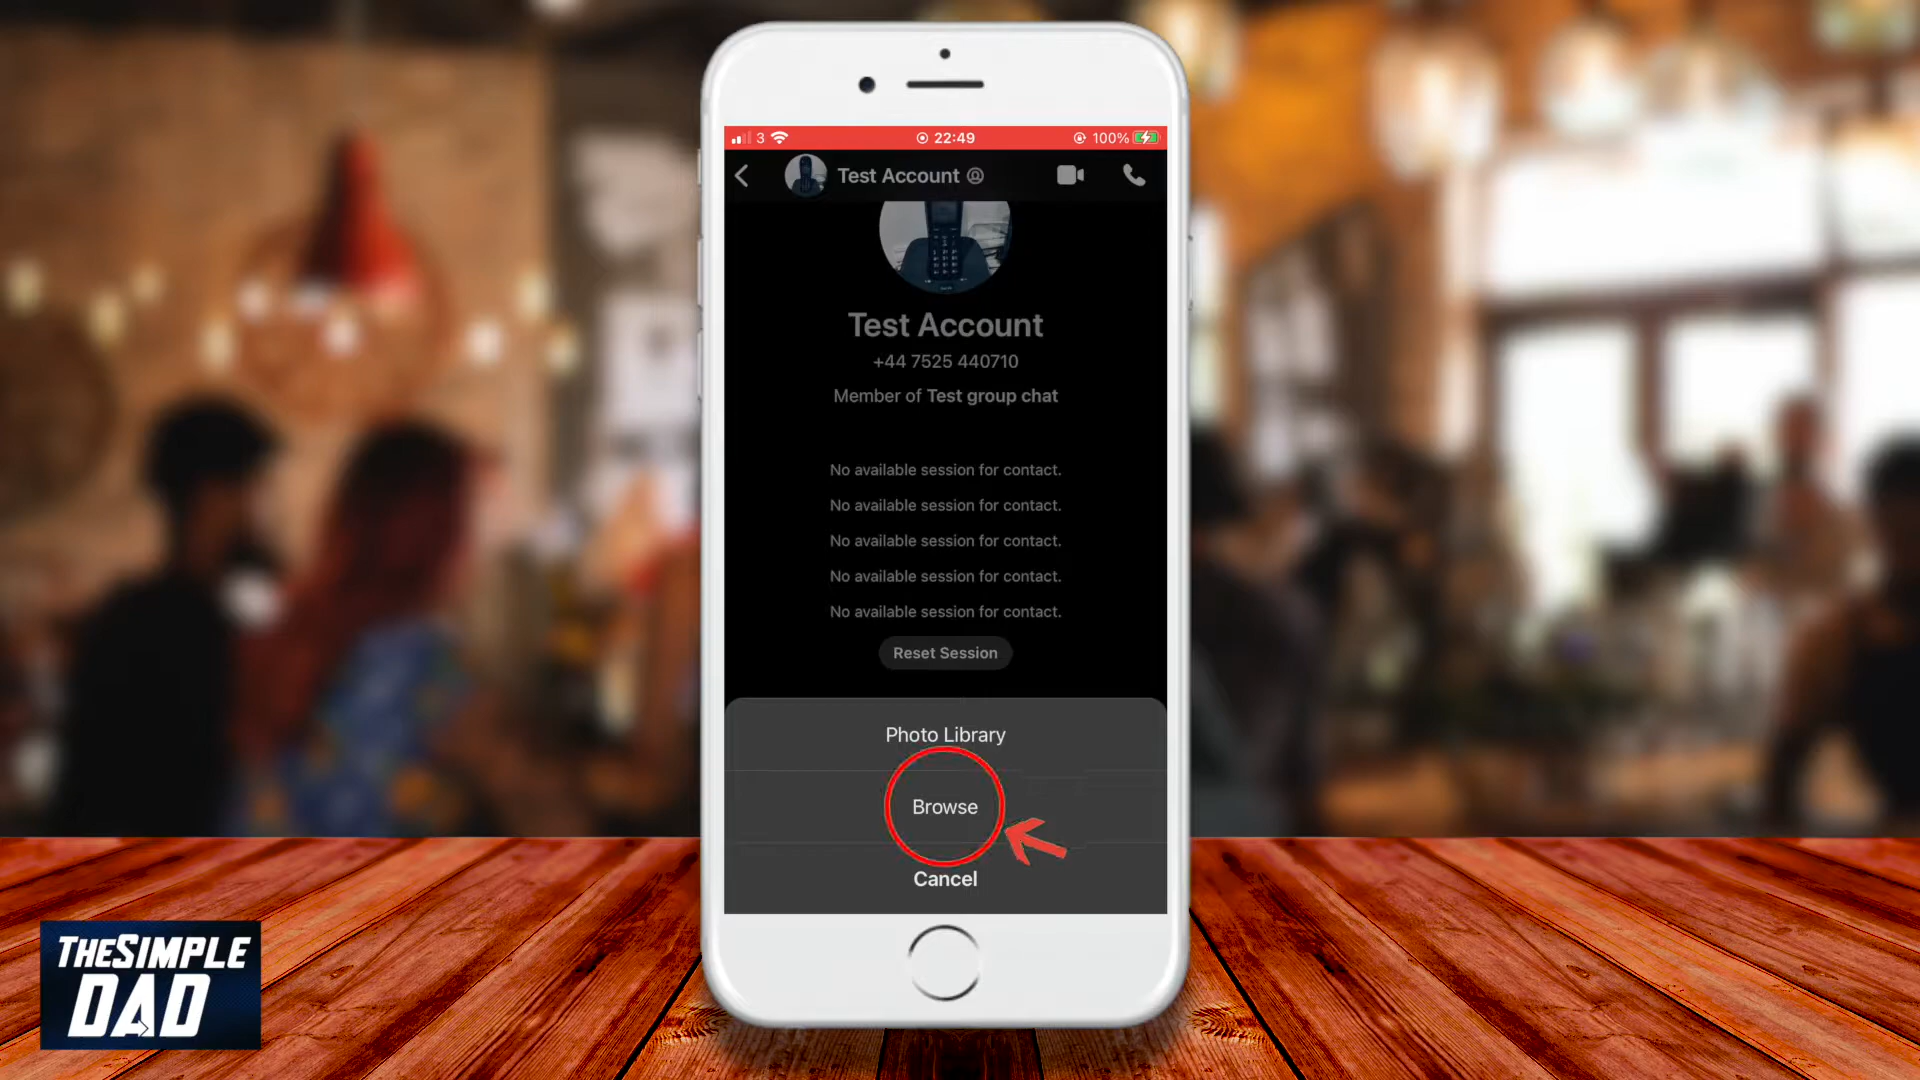 3 22:49 100%
Test Account
Test Account
+44 7525 440710
Member of Test group chat
No available session for contact.
No available session for contact.
No available session for contact.
No available session for contact.
No available session for contact.
Reset Session
Photo Library
Browse
Cancel
THESIMPLE
DAD